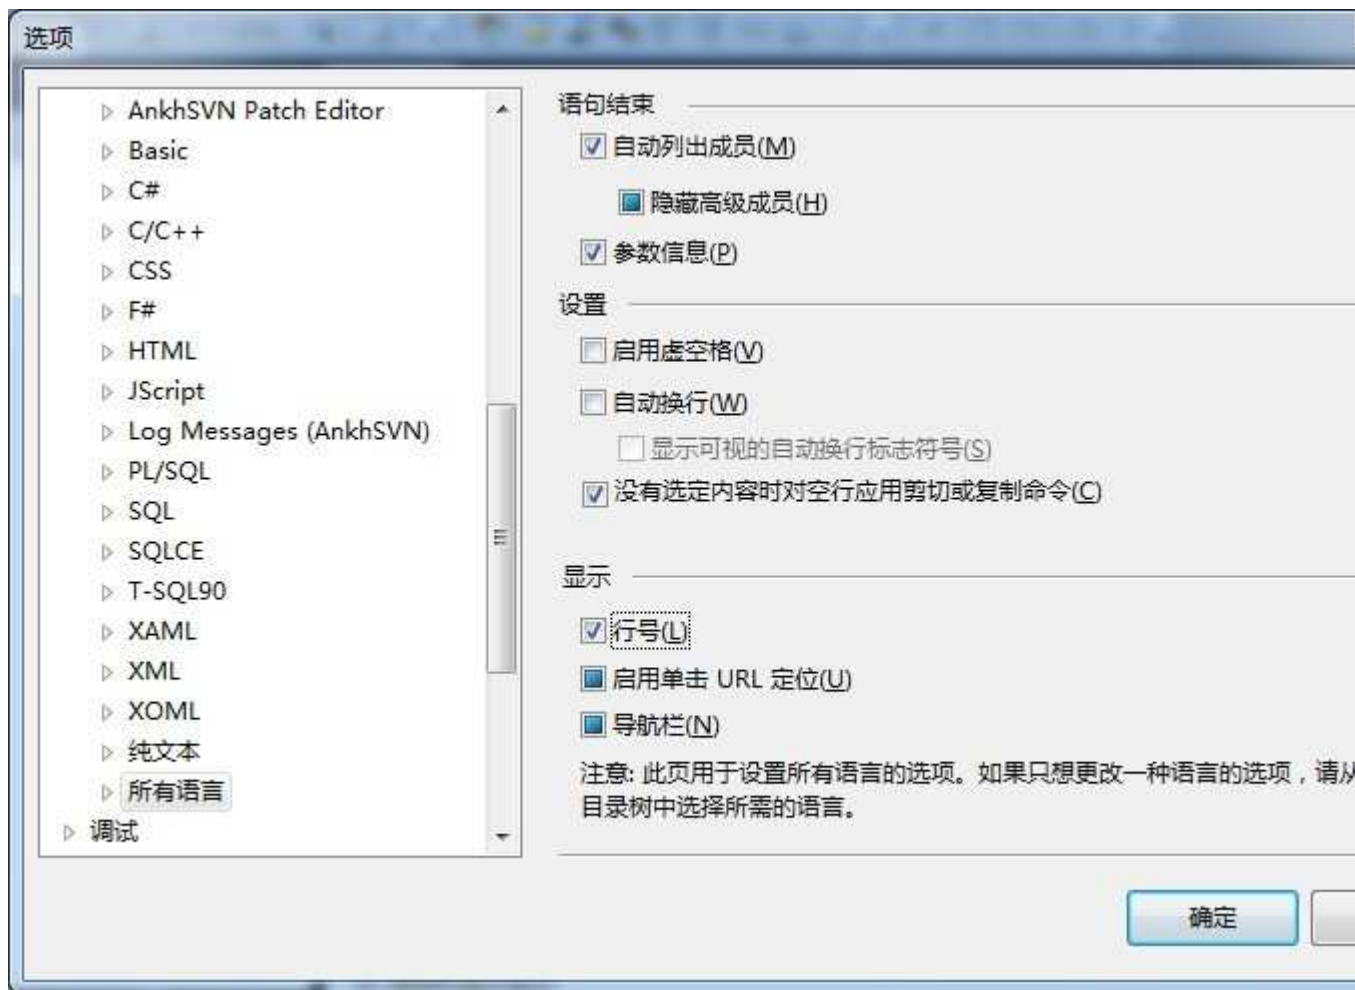 选项
AnkhSVN Patch Editor
Basic
C#
C/C++
CSS
F#
HTML
JScript
Log Messages (AnkhSVN)
PL/SQL
SQL
SQLCE
T-SQL90
XAML
XML
XOML
纯文本
所有语言
调试
语句结束
自动列出成员(M)
隐藏高级成员(H)
参数信息(P)
设置
启用虚空格(V)
自动换行(W)
显示可视的自动换行标志符号(S)
没有选定内容时对空行应用剪切或复制命令(C)
显示
行号(L)
启用单击 URL 定位(U)
导航栏(N)
注意: 此页用于设置所有语言的选项。如果只想更改一种语言的选项，请从
目录树中选择所需的语言。
确定